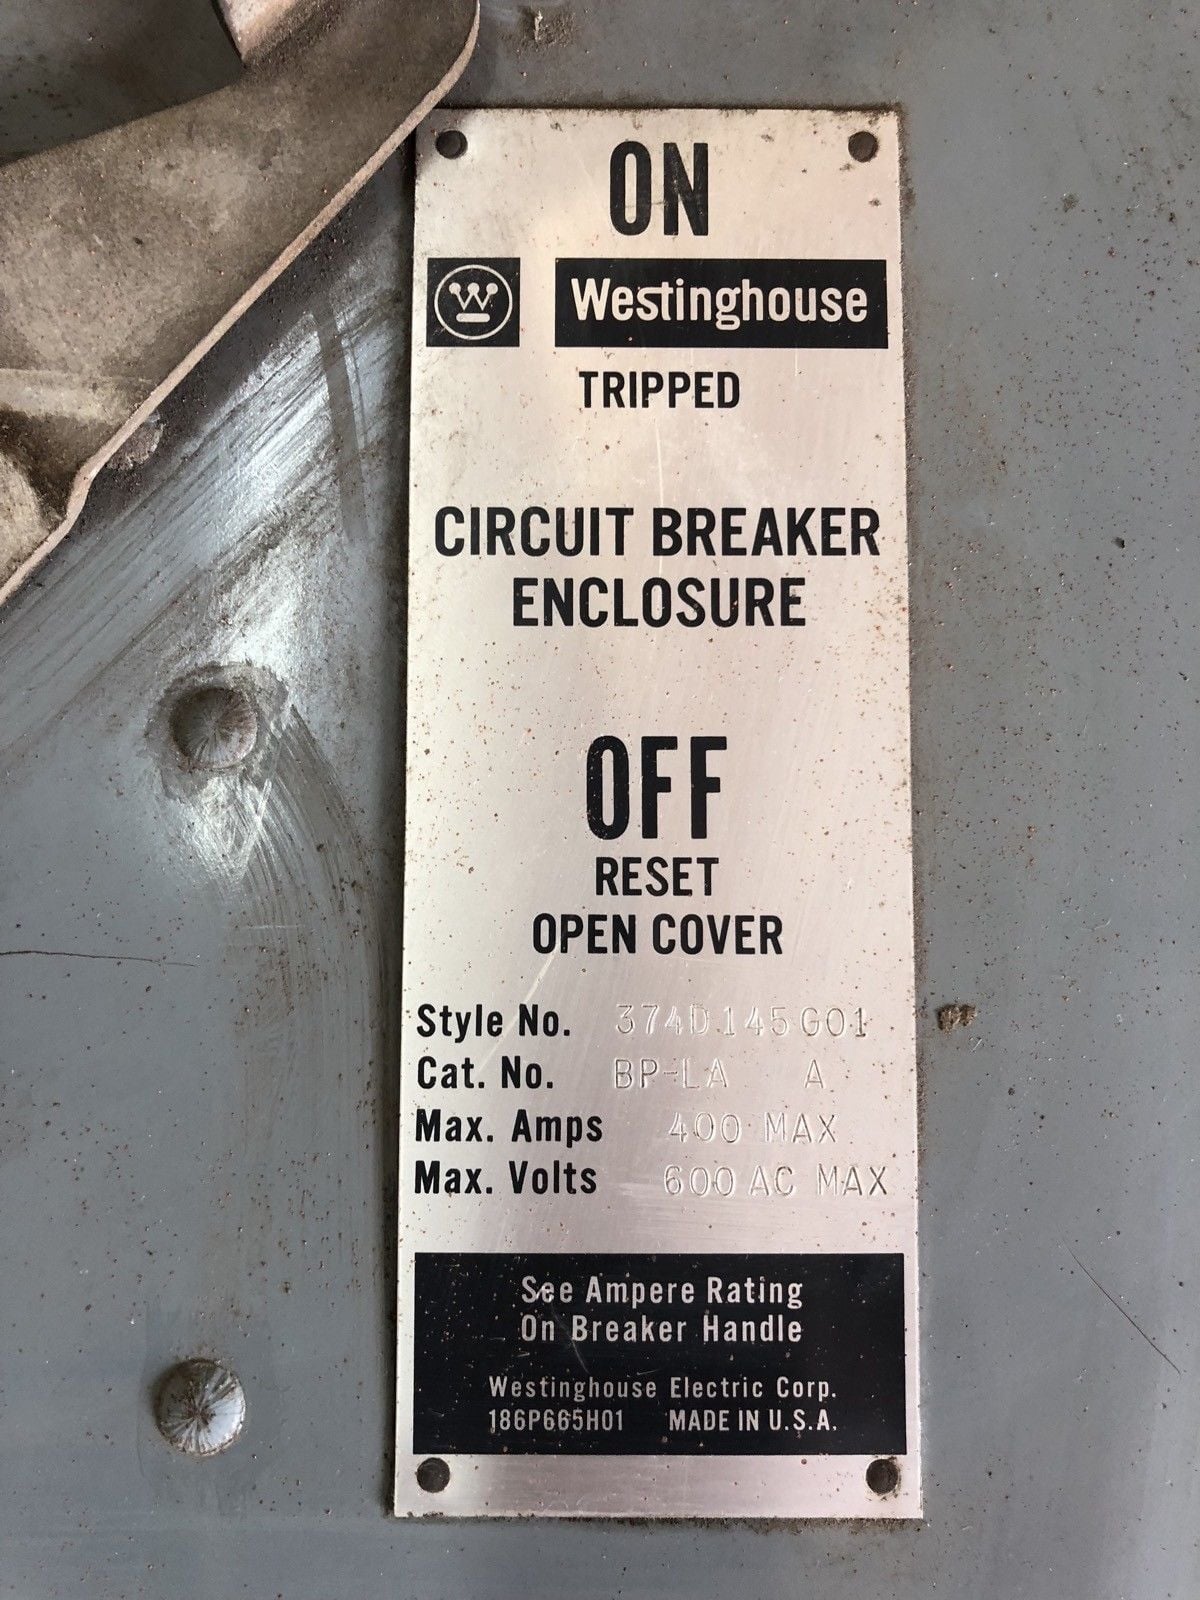 ON
W Westinghouse
TRIPPED
CIRCUIT BREAKER
ENCLOSURE
OFF
RESET
OPEN COVER
Style No. 374D145G01
Cat. No. BP-LA A
Max. Amps 400 MAX
Max. Volts 600 AC MAX
See Ampere Rating
On Breaker Handle
Westinghouse Electric Corp.
186P665H01 MADE IN U.S.A.